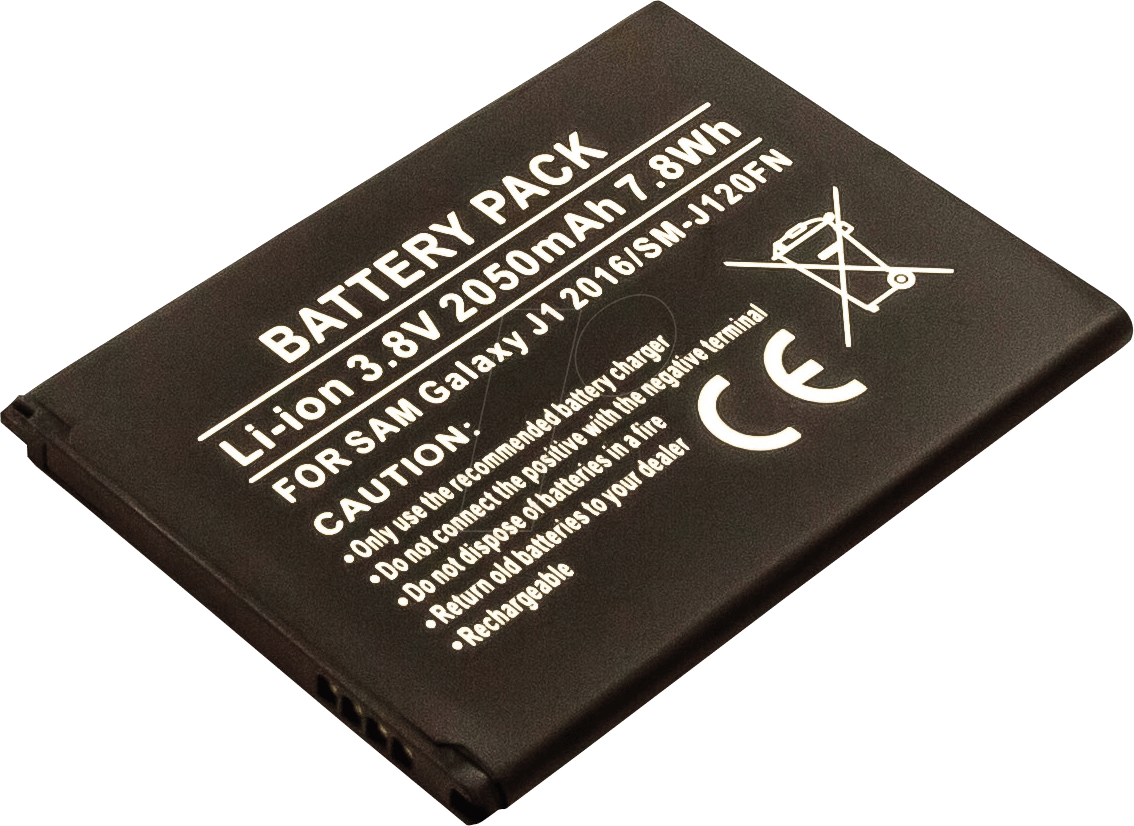 BATTERY PACK
Li-ion 3.8V 2050mAh 7.8Wh
FOR SAM Galaxy J1 2016/SM-J120FN
CAUTION:
•Only use the recommended battery charger
•Do not connect the positive with the negative terminal
•Do not dispose of batteries in a fire
•Return old batteries to your dealer
•Rechargeable
CE